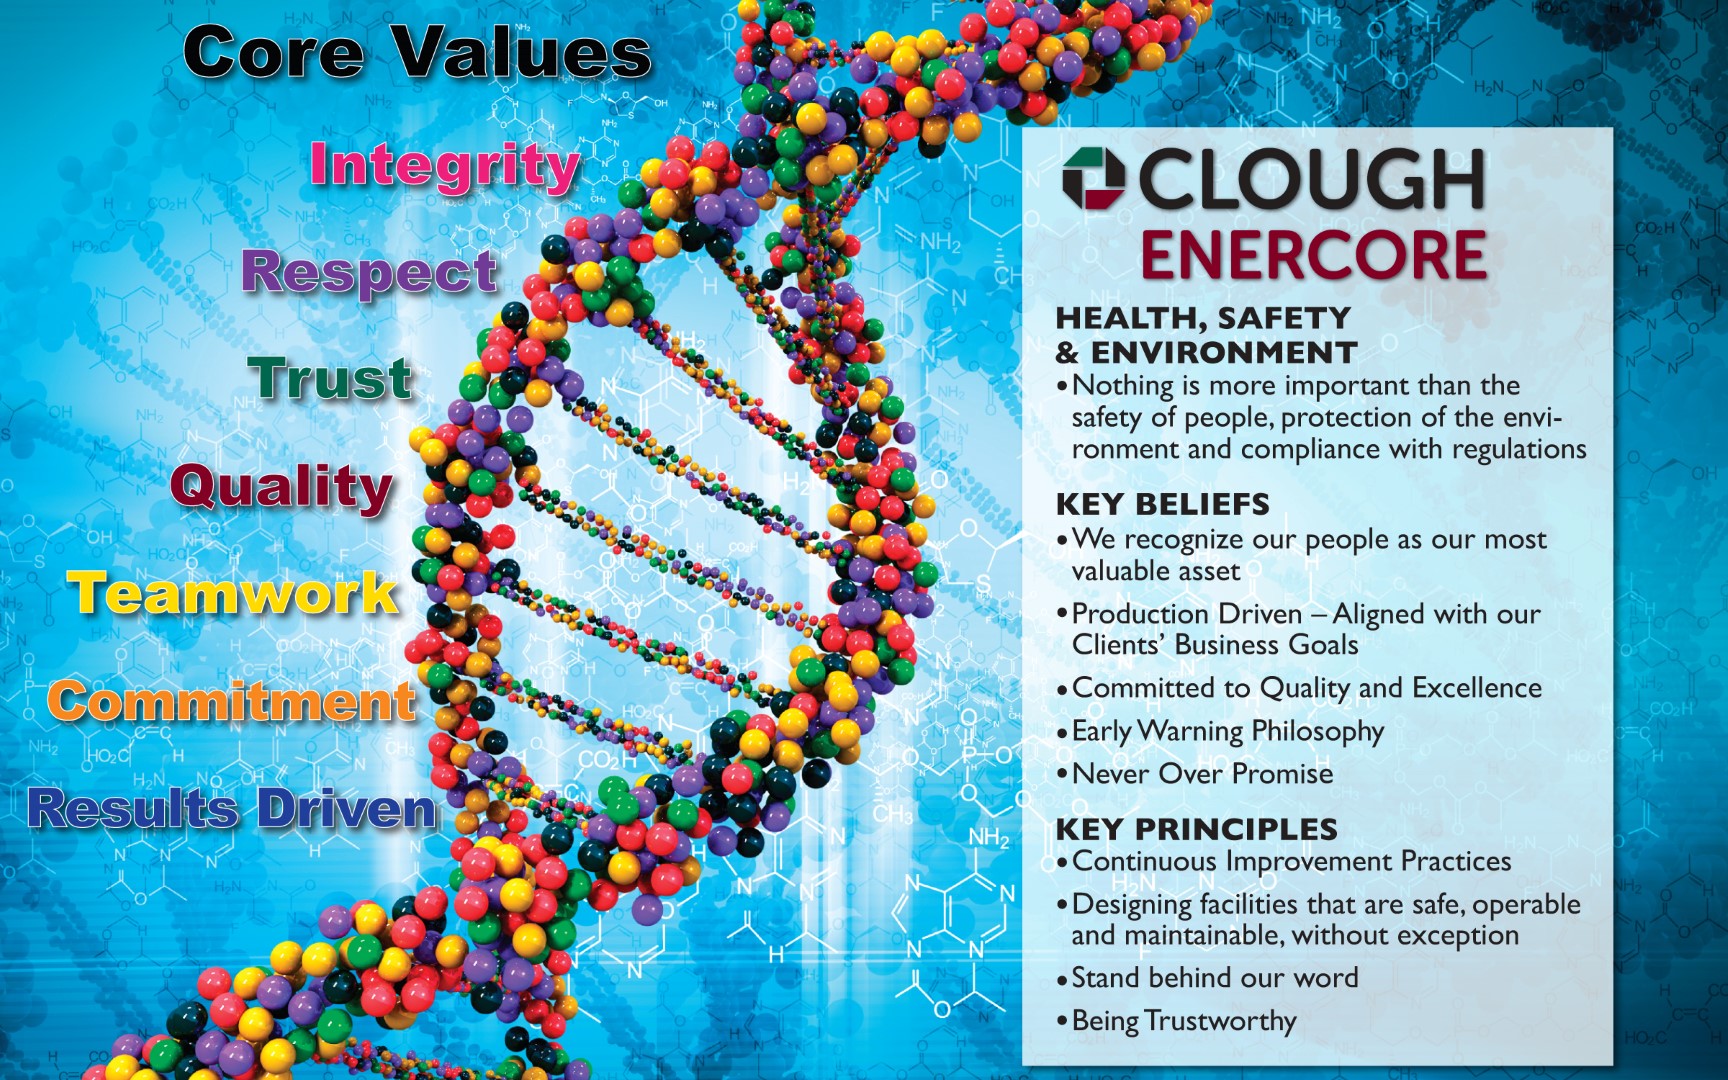 Core Values
Integrity
Respect
Trust
Quality
Teamwork
Commitment
Results Driven
CLOUGH
ENERCORE
HEALTH, SAFETY
& ENVIRONMENT
•Nothing is more important than the
safety of people, protection of the envi-
ronment and compliance with regulations
KEY BELIEFS
•We recognize our people as our most
valuable asset
•Production Driven – Aligned with our
Clients’ Business Goals
•Committed to Quality and Excellence
•Early Warning Philosophy
•Never Over Promise
KEY PRINCIPLES
•Continuous Improvement Practices
•Designing facilities that are safe, operable
and maintainable, without exception
•Stand behind our word
•Being Trustworthy